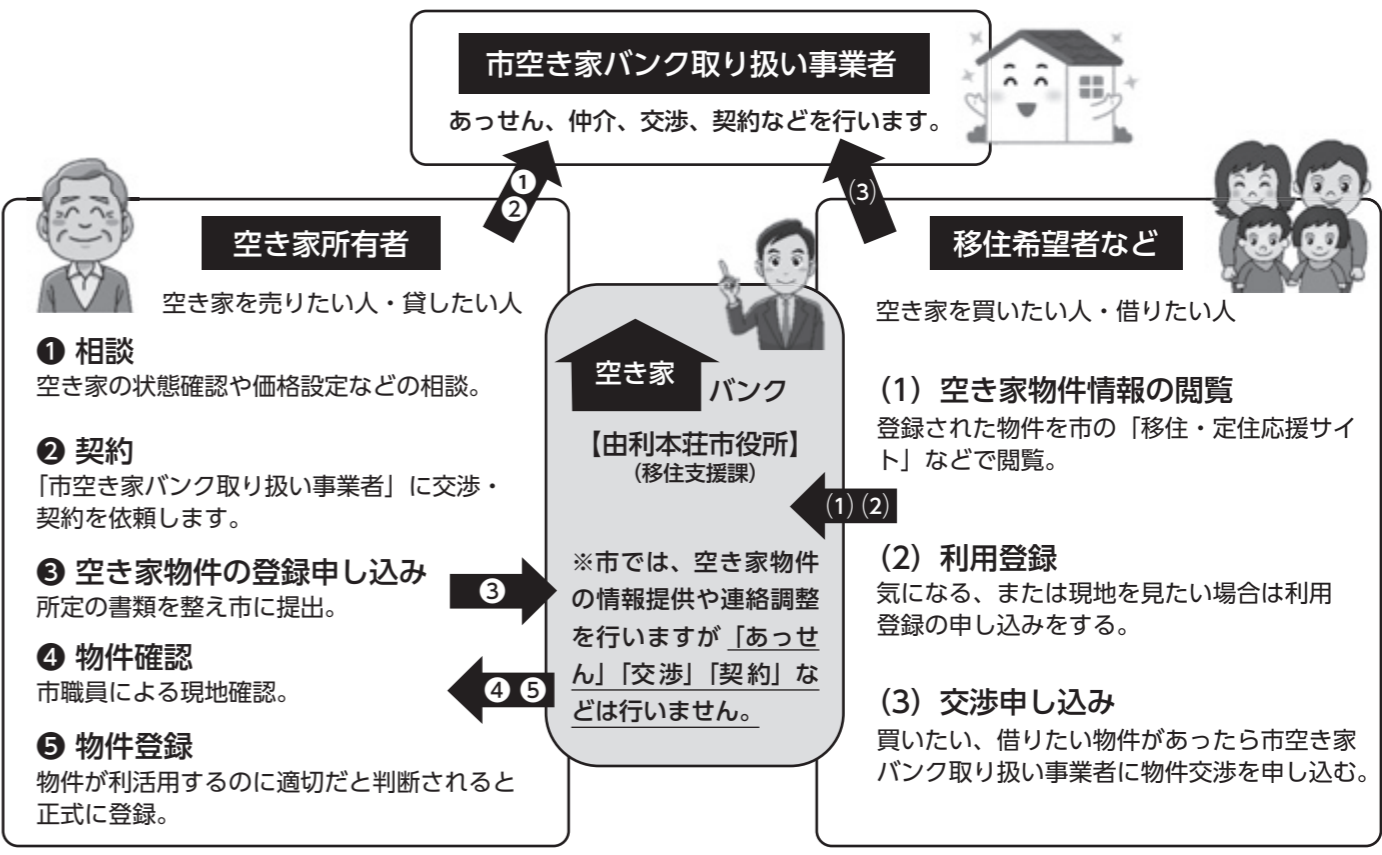 市空き家バンク取り扱い事業者
あっせん、仲介、交渉、契約などを行います。
❶
❷
(3)
空き家所有者
空き家を売りたい人・貸したい人
❶ 相談
空き家の状態確認や価格設定などの相談。
❷ 契約
「市空き家バンク取り扱い事業者」に交渉・
契約を依頼します。
❸ 空き家物件の登録申し込み
所定の書類を整え市に提出。
❹ 物件確認
市職員による現地確認。
❺ 物件登録
物件が利活用するのに適切だと判断されると
正式に登録。
❸
❹ ❺
空き家
バンク
【由利本荘市役所】
(移住支援課)
※市では、空き家物件
の情報提供や連絡調整
を行いますが「あっせ
ん」「交渉」「契約」な
どは行いません。
(1) (2)
移住希望者など
空き家を買いたい人・借りたい人
(1) 空き家物件情報の閲覧
登録された物件を市の「移住・定住応援サイ
ト」などで閲覧。
(2) 利用登録
気になる、または現地を見たい場合は利用
登録の申し込みをする。
(3) 交渉申し込み
買いたい、借りたい物件があったら市空き家
バンク取り扱い事業者に物件交渉を申し込む。